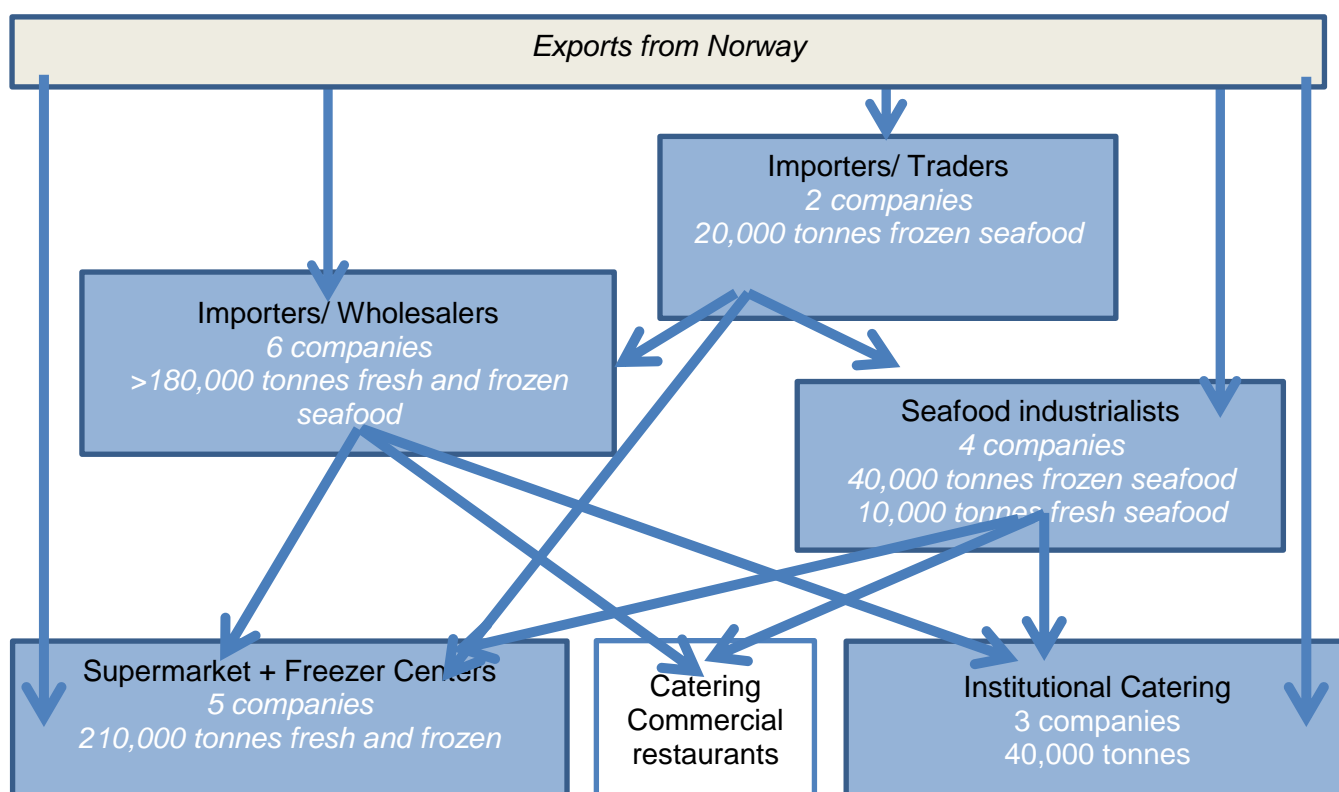 Exports from Norway
Importers/ Traders
2 companies
20,000 tonnes frozen seafood
Importers/ Wholesalers
6 companies
>180,000 tonnes fresh and frozen
seafood
Seafood industrialists
4 companies
40,000 tonnes frozen seafood
10,000 tonnes fresh seafood
Supermarket + Freezer Centers
5 companies
210,000 tonnes fresh and frozen
Catering
Commercial
restaurants
Institutional Catering
3 companies
40,000 tonnes